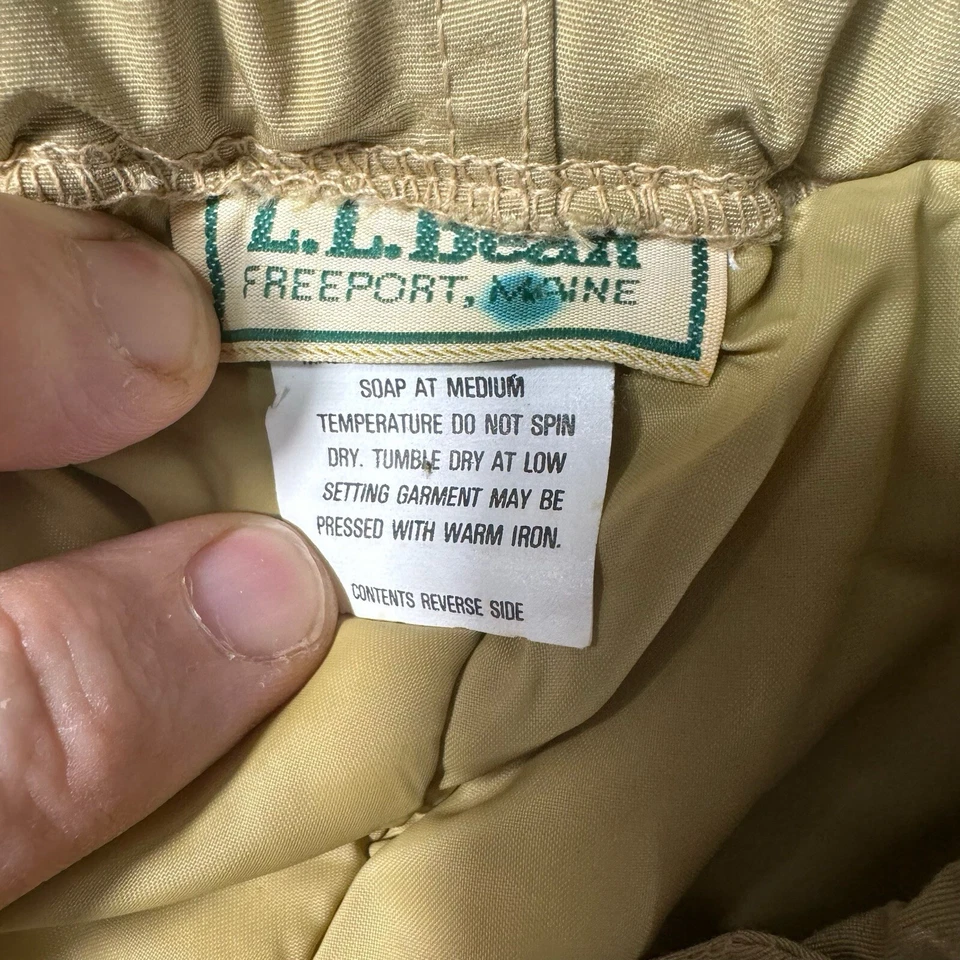 L.L.Bean
FREEPORT, MAINE
SOAP AT MEDIUM
TEMPERATURE DO NOT SPIN
DRY. TUMBLE DRY AT LOW
SETTING GARMENT MAY BE
PRESSED WITH WARM IRON.
CONTENTS REVERSE SIDE